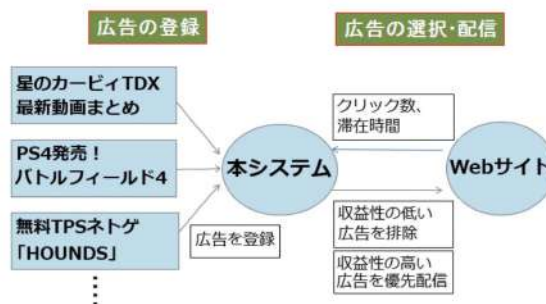 広告の登録
広告の選択・配信
星のカービィTDX
最新動画まとめ
PS4発売！
バトルフィールド4
無料TPSネトゲ
「HOUNDS」
広告を登録
本システム
クリック数、
滞在時間
Webサイト
収益性の低い
広告を排除
収益性の高い
広告を優先配信